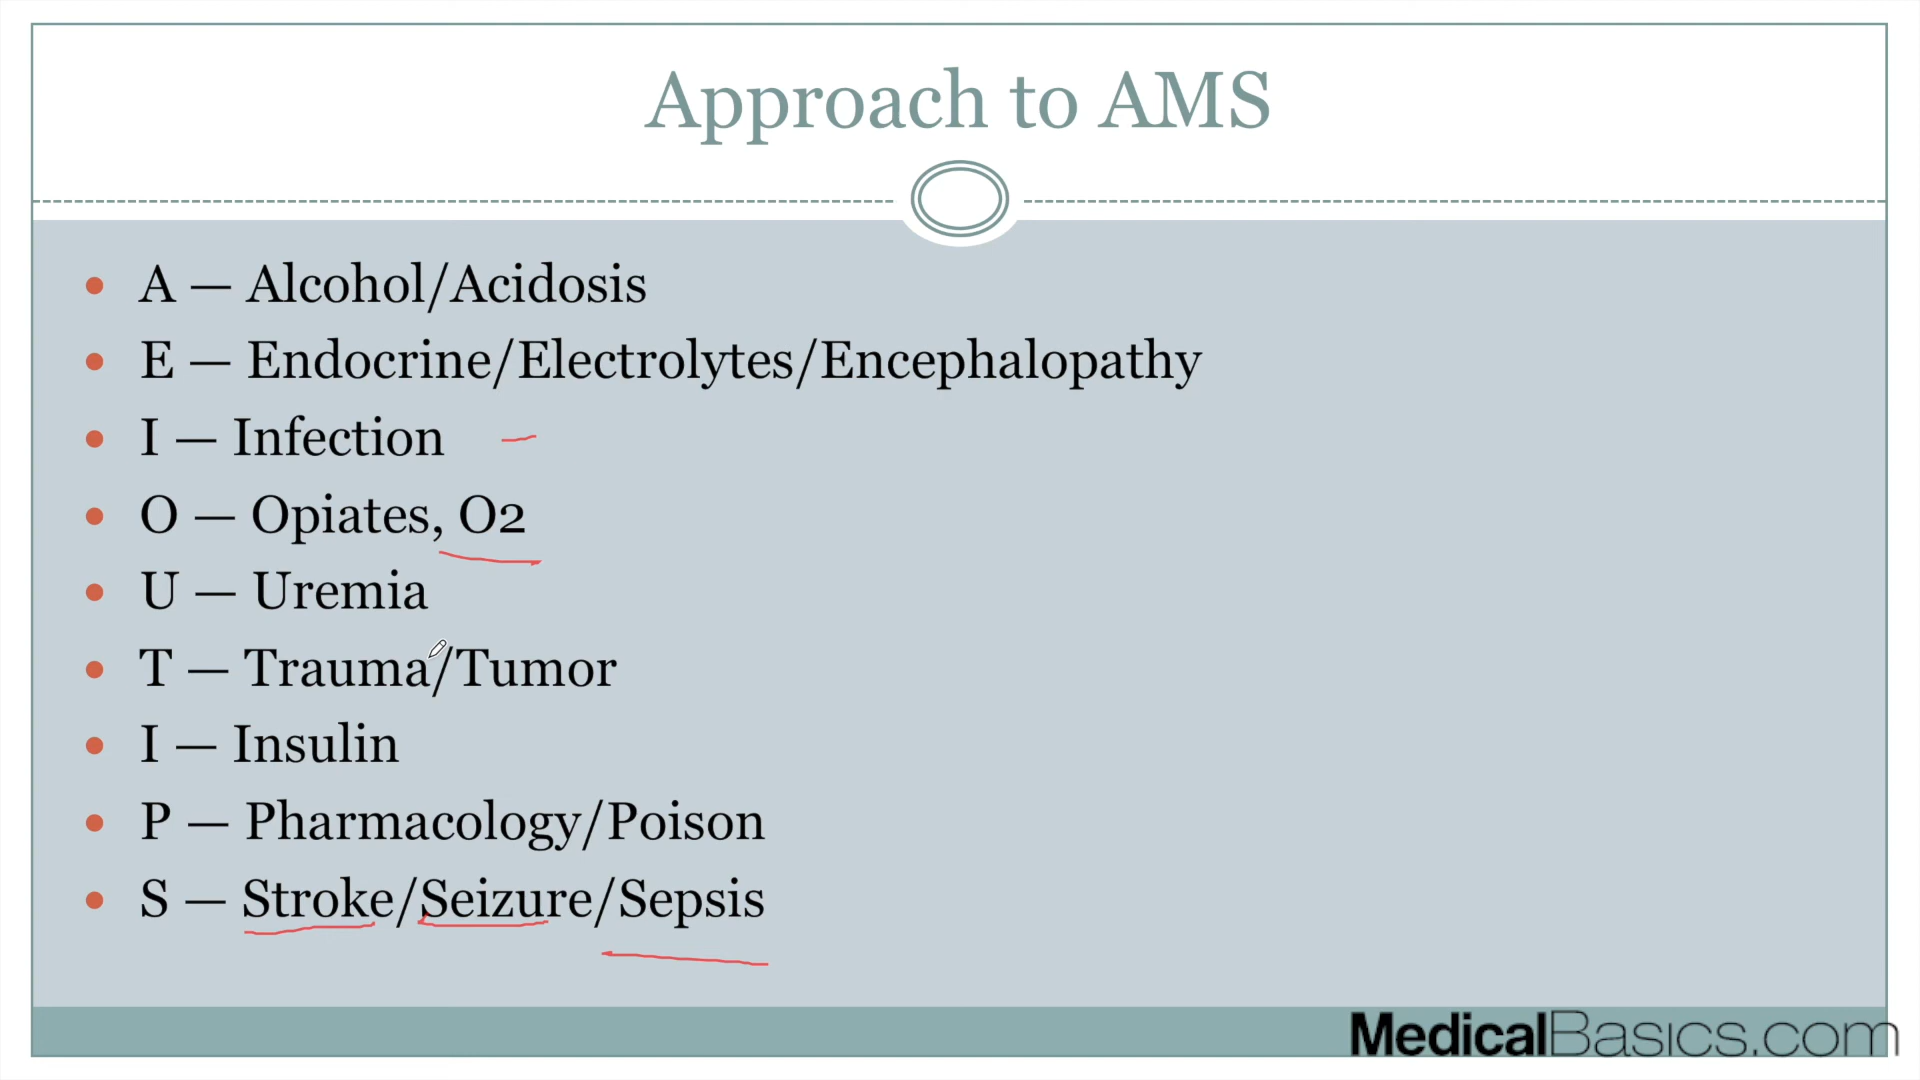 Approach to AMS
A — Alcohol/Acidosis
E — Endocrine/Electrolytes/Encephalopathy
I — Infection
O — Opiates, O2
U — Uremia
T — Trauma/Tumor
I — Insulin
P — Pharmacology/Poison
S — Stroke/Seizure/Sepsis
MedicalBasics.com